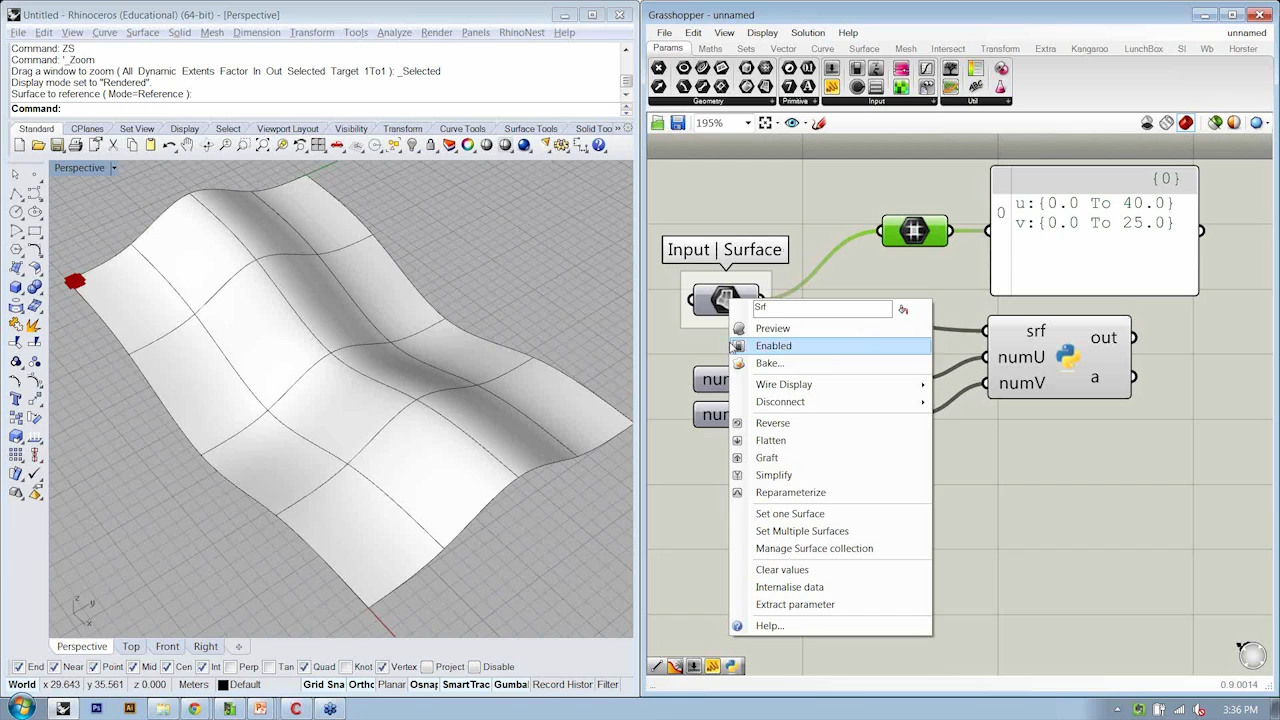 Untitled - Rhinoceros (Educational) (64-bit) - [Perspective]
File Edit View Curve Surface Solid Mesh Dimension Transform Tools Analyze Render Panels RhinoNest Help
Command: ZS
Command: '_Zoom
Drag a window to zoom ( All Dynamic Extents Factor In Out Selected Target 1To1 ): _Selected
Display mode set to "Rendered".
Surface to reference ( Mode=Reference ):
Command:
Standard CPlanes Set View Display Select Viewport Layout Visibility Transform Curve Tools Surface Tools Solid Too »
Perspective
z y x
Perspective Top Front Right
End Near Point Mid Cen Int Perp Tan Quad Knot Vertex Project Disable
World x 29.643 y 35.561 z 0.000 Meters Default Grid Sna Ortho Planar Osnap SmartTrac Gumba Record Histor Filter
Grasshopper - unnamed
File Edit View Display Solution Help unnamed
Params Maths Sets Vector Curve Surface Mesh Intersect Transform Extra Kangaroo LunchBox SI Wb Horster
Geometry Primitive Input Util
195%
{0}
0 u:{0.0 To 40.0}
v:{0.0 To 25.0}
Input | Surface
Srf
Preview
Enabled
Bake...
Wire Display
Disconnect
Reverse
Flatten
Graft
Simplify
Reparameterize
Set one Surface
Set Multiple Surfaces
Manage Surface collection
Clear values
Internalise data
Extract parameter
Help...
num
num
srf
numU
numV
out
a
0.9.0014
3:36 PM